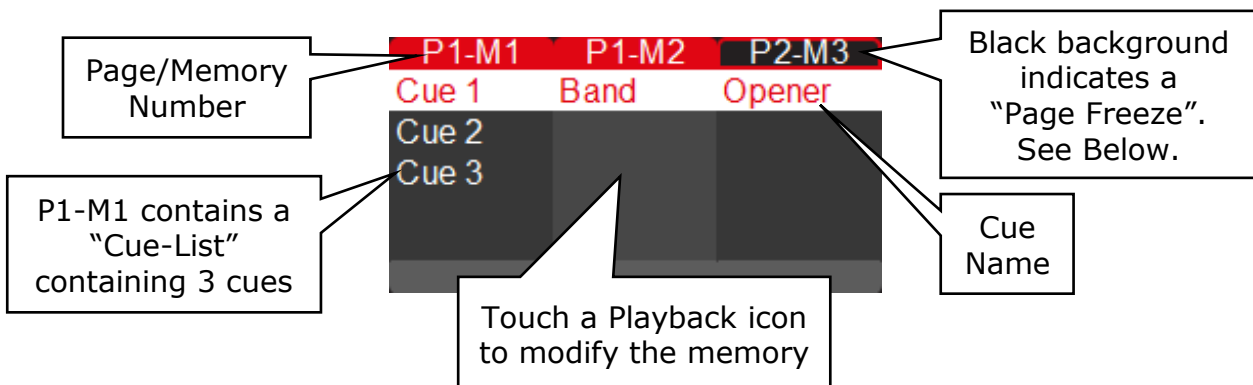 Page/Memory
Number
P1-M1 P1-M2 P2-M3
Cue 1 Band Opener
Cue 2
Cue 3
Black background
indicates a
“Page Freeze”.
See Below.
P1-M1 contains a
“Cue-List”
containing 3 cues
Touch a Playback icon
to modify the memory
Cue
Name